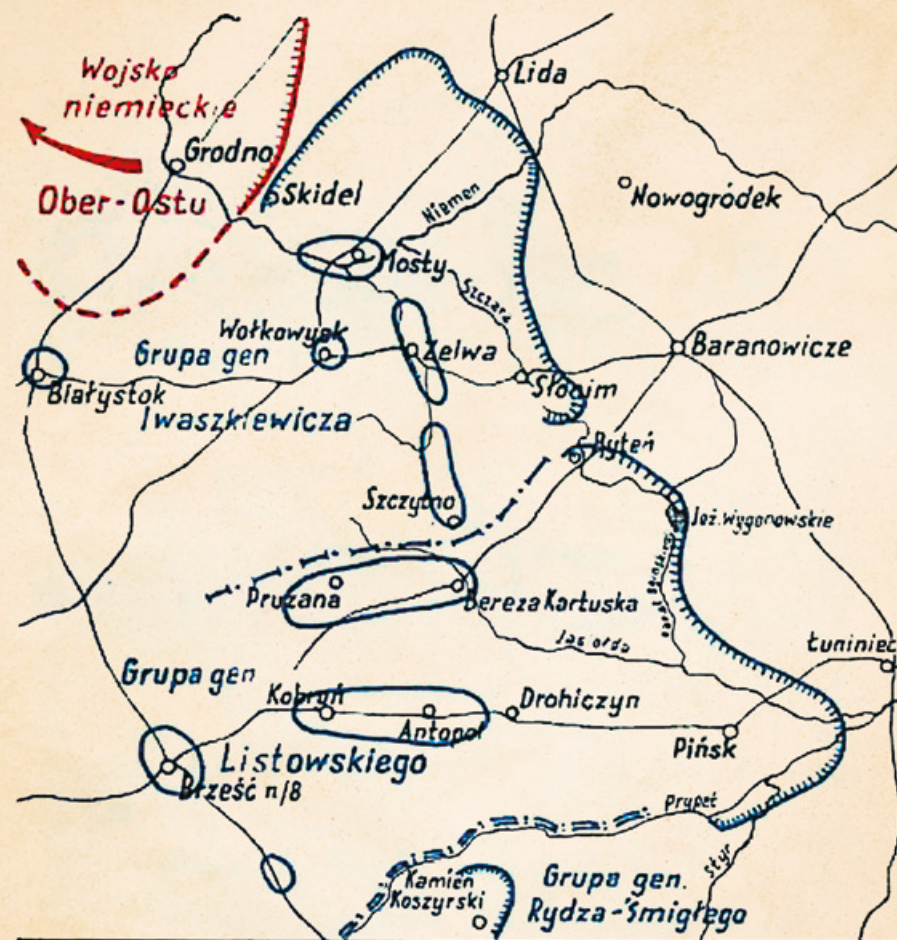 Wojsko
niemieckie
Lida
Grodno
Ober-Ostu
Skidel
Niemen
Nowogródek
Mosty
Szczara
Wołkowysk
Grupa gen
Zelwa
Baranowicze
Białystok
Słonim
Iwaszkiewicza
Byteń
Szczytno
Joź. Wygonowskie
Prużana
Bereza Kartuska
Jasiołda
Łuniniec
Grupa gen
Kobryń
Antopol
Drohiczyn
Pińsk
Listowskiego
Brześć n/B
Prypeć
Styr
Kamień
Koszyrski
Grupa gen.
Rydza-Śmigłego